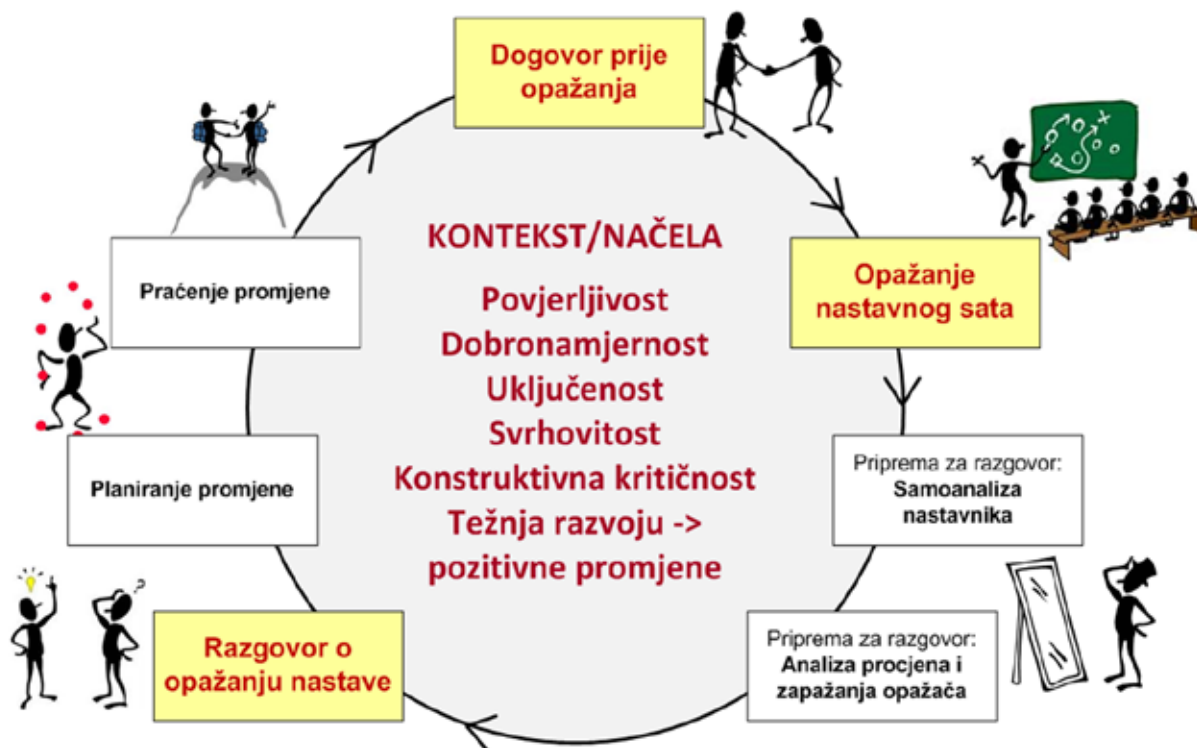 Dogovor prije
opažanja
Opažanje
nastavnog sata
Priprema za razgovor:
Samoanaliza
nastavnika
Priprema za razgovor:
Analiza procjena i
zapažanja opažača
Razgovor o
opažanju nastave
Planiranje promjene
Praćenje promjene
KONTEKST/NAČELA
Povjerljivost
Dobronamjernost
Uključenost
Svrhovitost
Konstruktivna kritičnost
Težnja razvoju ->
pozitivne promjene